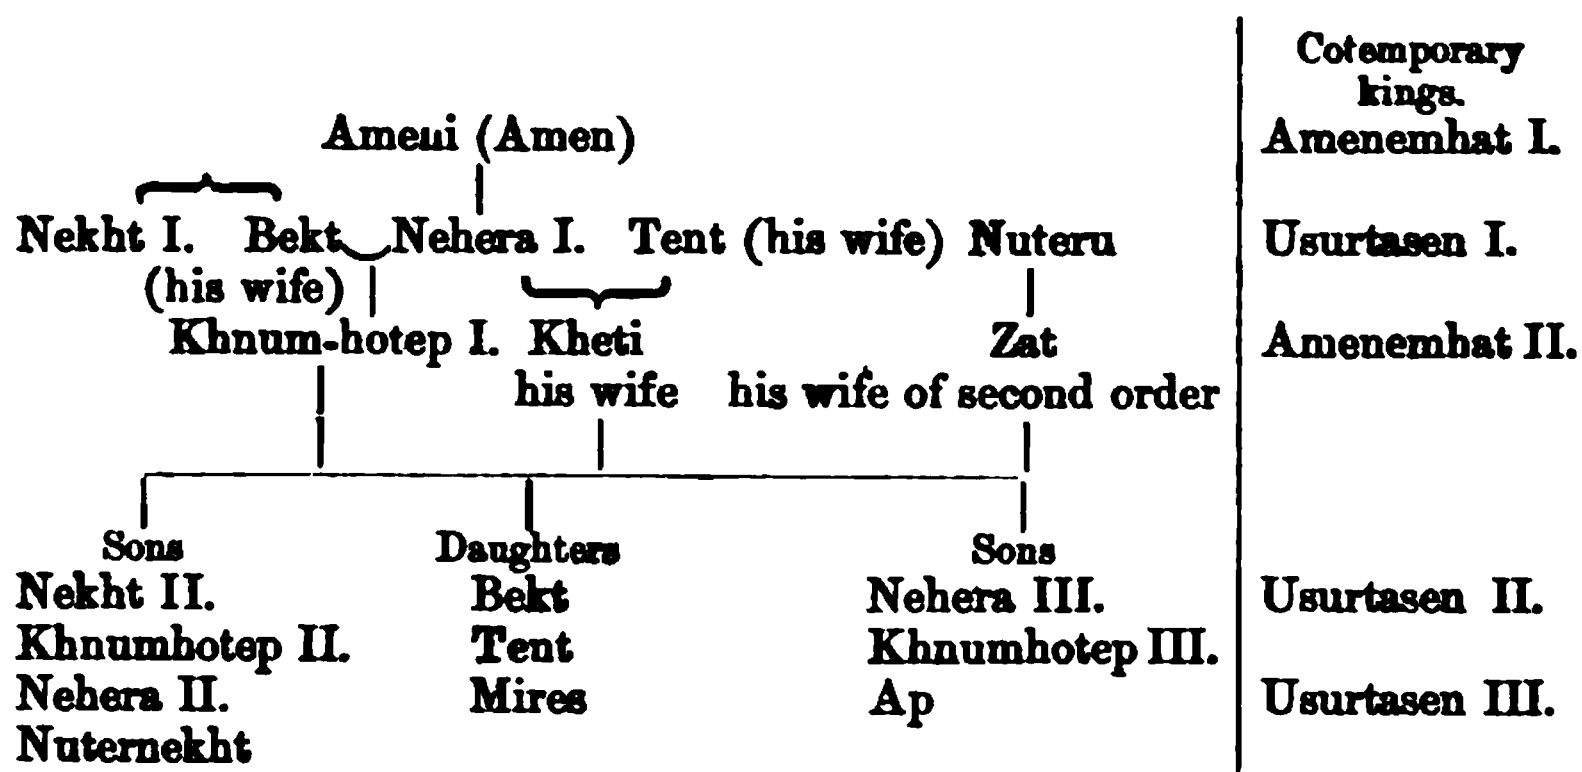 Cotemporary
kings.
Ameni (Amen) Amenemhat I.
Nekht I. Bekt Nehera I. Tent (his wife) Nuteru Usurtasen I.
(his wife)
Khnum-hotep I. Kheti Zat Amenemhat II.
his wife his wife of second order
Sons Daughters Sons
Nekht II. Bekt Nehera III. Usurtasen II.
Khnumhotep II. Tent Khnumhotep III.
Nehera II. Mires Ap Usurtasen III.
Nuternekht